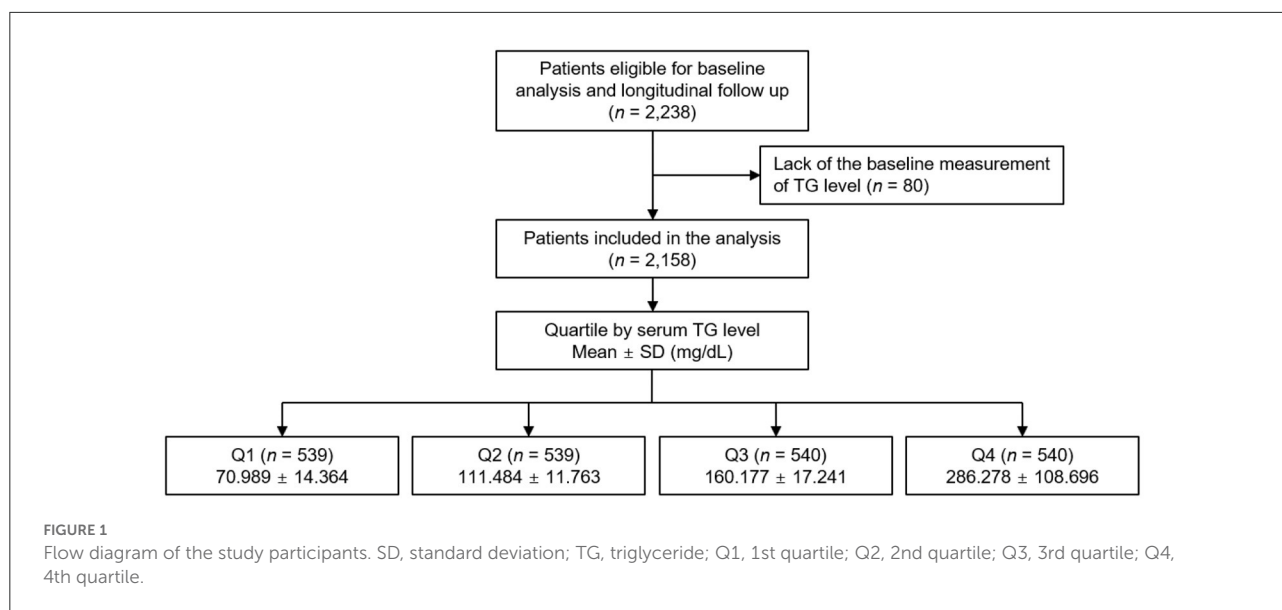 Patients eligible for baseline
analysis and longitudinal follow up
(n = 2,238)
Lack of the baseline measurement
of TG level (n = 80)
Patients included in the analysis
(n = 2,158)
Quartile by serum TG level
Mean ± SD (mg/dL)
Q1 (n = 539)
70.989 ± 14.364
Q2 (n = 539)
111.484 ± 11.763
Q3 (n = 540)
160.177 ± 17.241
Q4 (n = 540)
286.278 ± 108.696
FIGURE 1
Flow diagram of the study participants. SD, standard deviation; TG, triglyceride; Q1, 1st quartile; Q2, 2nd quartile; Q3, 3rd quartile; Q4,
4th quartile.